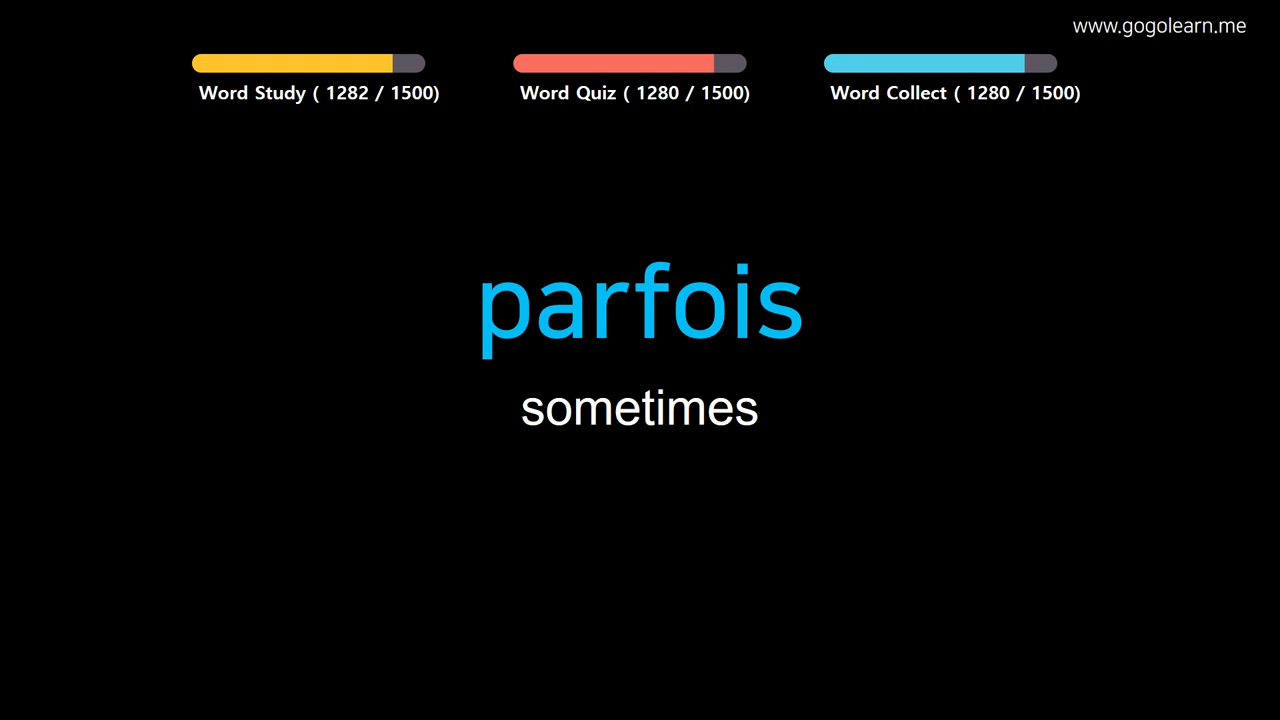 www.gogolearn.me
Word Study ( 1282 / 1500)
Word Quiz ( 1280 / 1500)
Word Collect ( 1280 / 1500)
parfois
sometimes